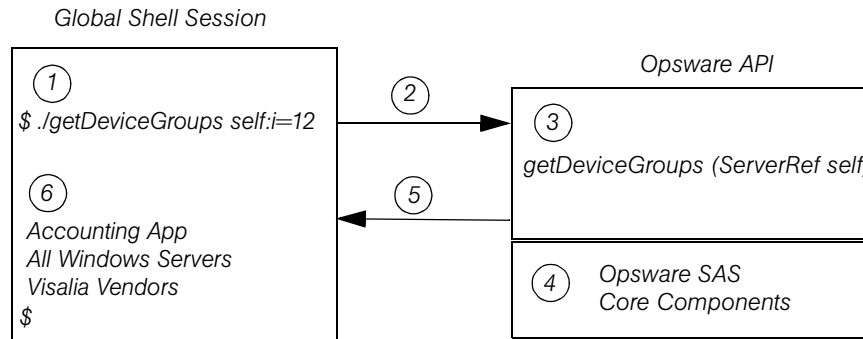 Global Shell Session
Opsware API
1
$ ./getDeviceGroups self:i=12
2
3
getDeviceGroups (ServerRef self
6
5
Accounting App
All Windows Servers
Visalia Vendors
$
4
Opsware SAS
Core Components